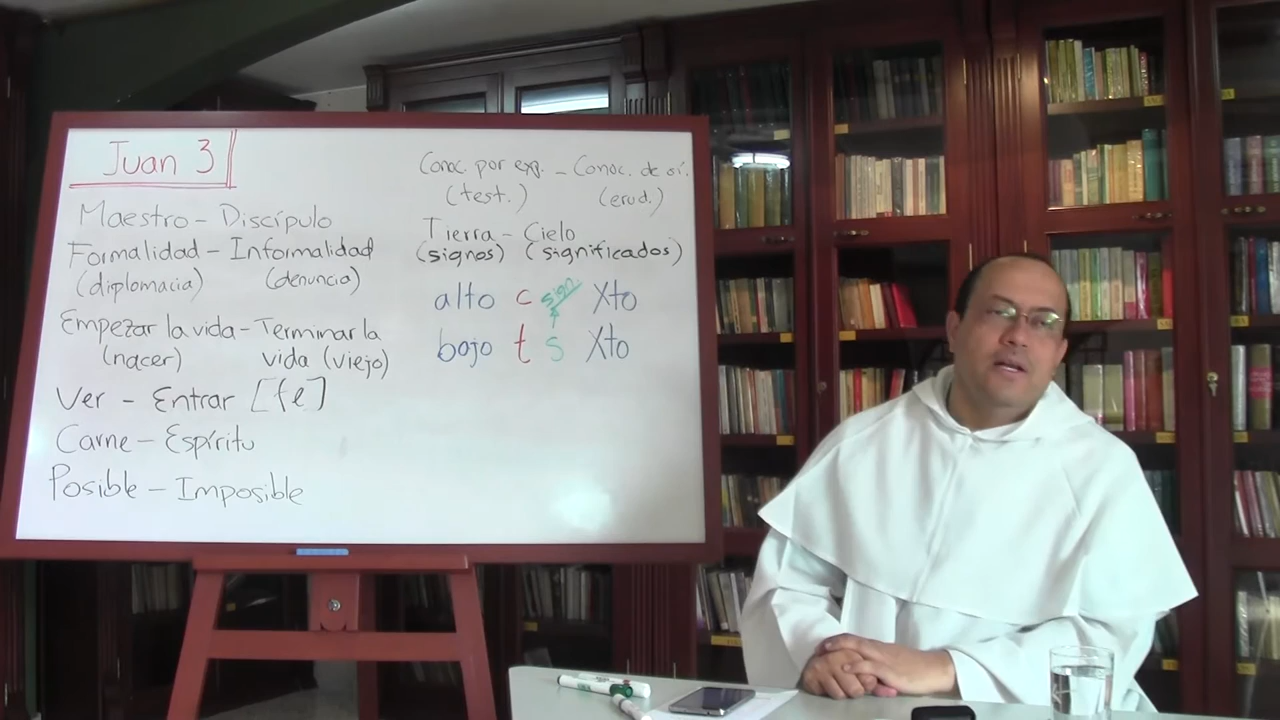 Juan 3
Maestro - Discípulo
Formalidad - Informalidad
(diplomacia) (denuncia)
Empezar la vida - Terminar la
(nacer) vida (viejo)
Ver - Entrar [fe]
Carne - Espíritu
Posible - Imposible
Conoc. por exp. - Conoc. de oí.
(test.) (erud.)
Tierra - Cielo
(signos) (significados)
alto c sign. Xto
bajo t s Xto